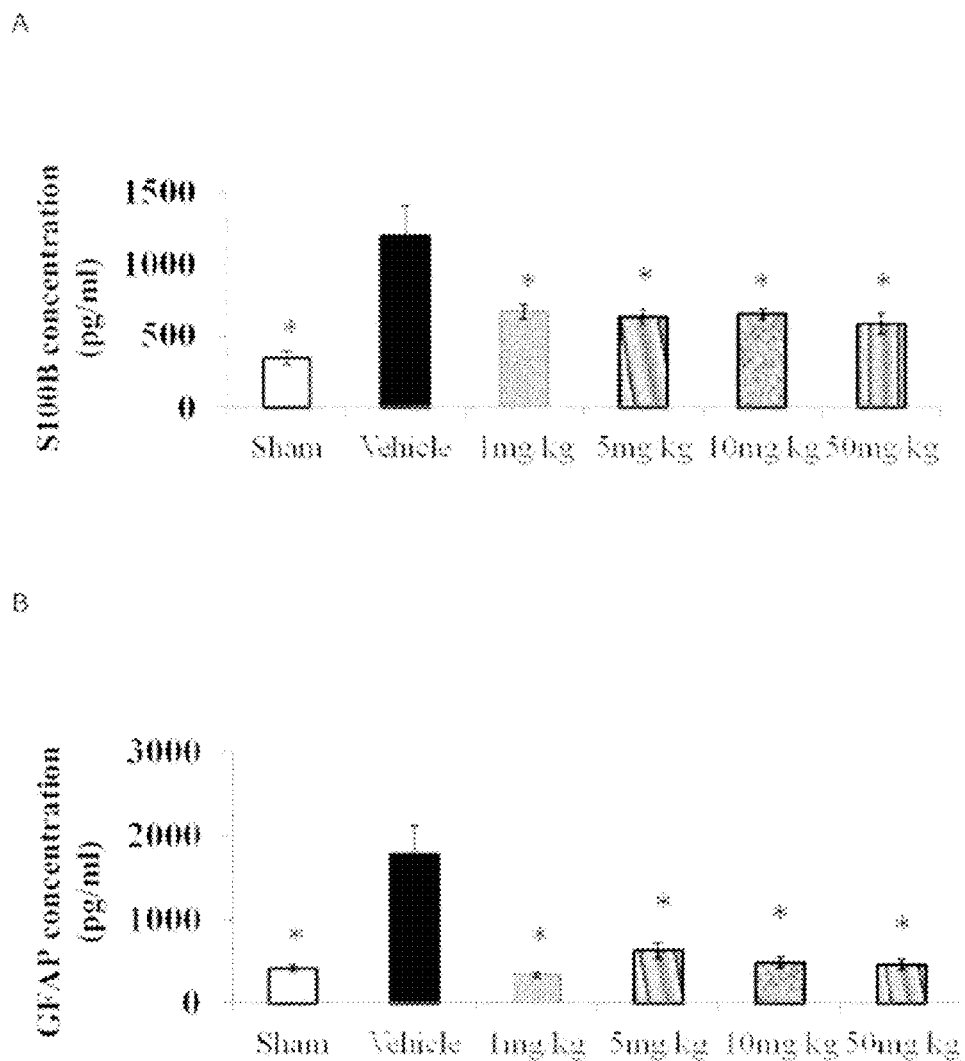 A
S100B concentration
(pg/ml)
1500
1000
500
0
*
*
*
*
*
Sham Vehicle 1mg/kg 5mg/kg 10mg/kg 50mg/kg
B
GFAP concentration
(pg/ml)
3000
2000
1000
0
*
*
*
*
*
Sham Vehicle 1mg/kg 5mg/kg 10mg/kg 50mg/kg